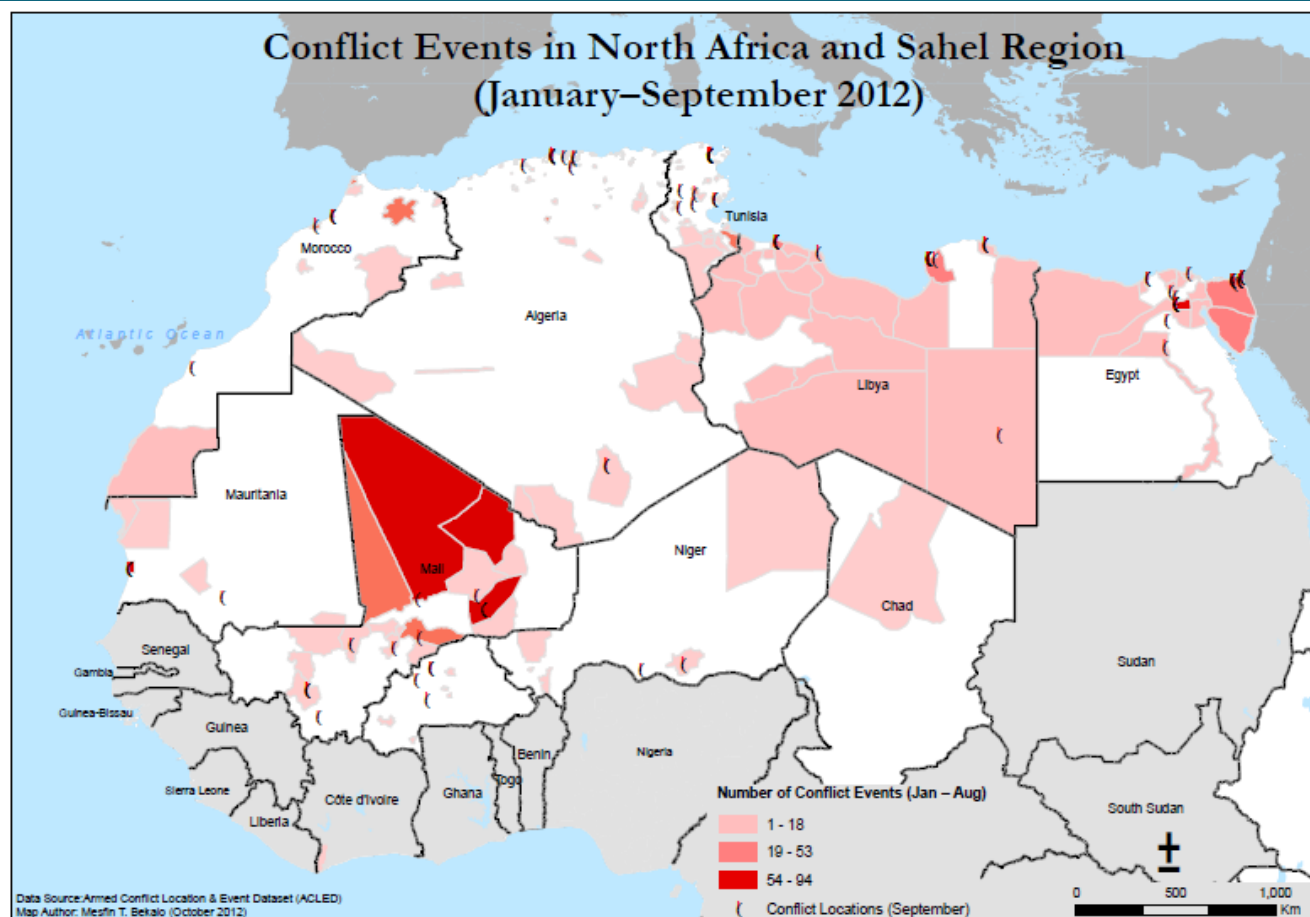 Conflict Events in North Africa and Sahel Region
(January–September 2012)
Tunisia
Morocco
Algeria
Atlantic Ocean
Libya
Egypt
Mauritania
Niger
Mali
Chad
Senegal
Sudan
Gambia
Guinea-Bissau
Guinea
Nigeria
Benin
Togo
Sierra Leone
Côte d'Ivoire
Ghana
Liberia
South Sudan
Number of Conflict Events (Jan – Aug)
1 - 18
19 - 53
54 - 94
Conflict Locations (September)
0 500 1,000
Km
Data Source:Armed Conflict Location & Event Dataset (ACLED)
Map Author: Mesfin T. Bekalo (October 2012)